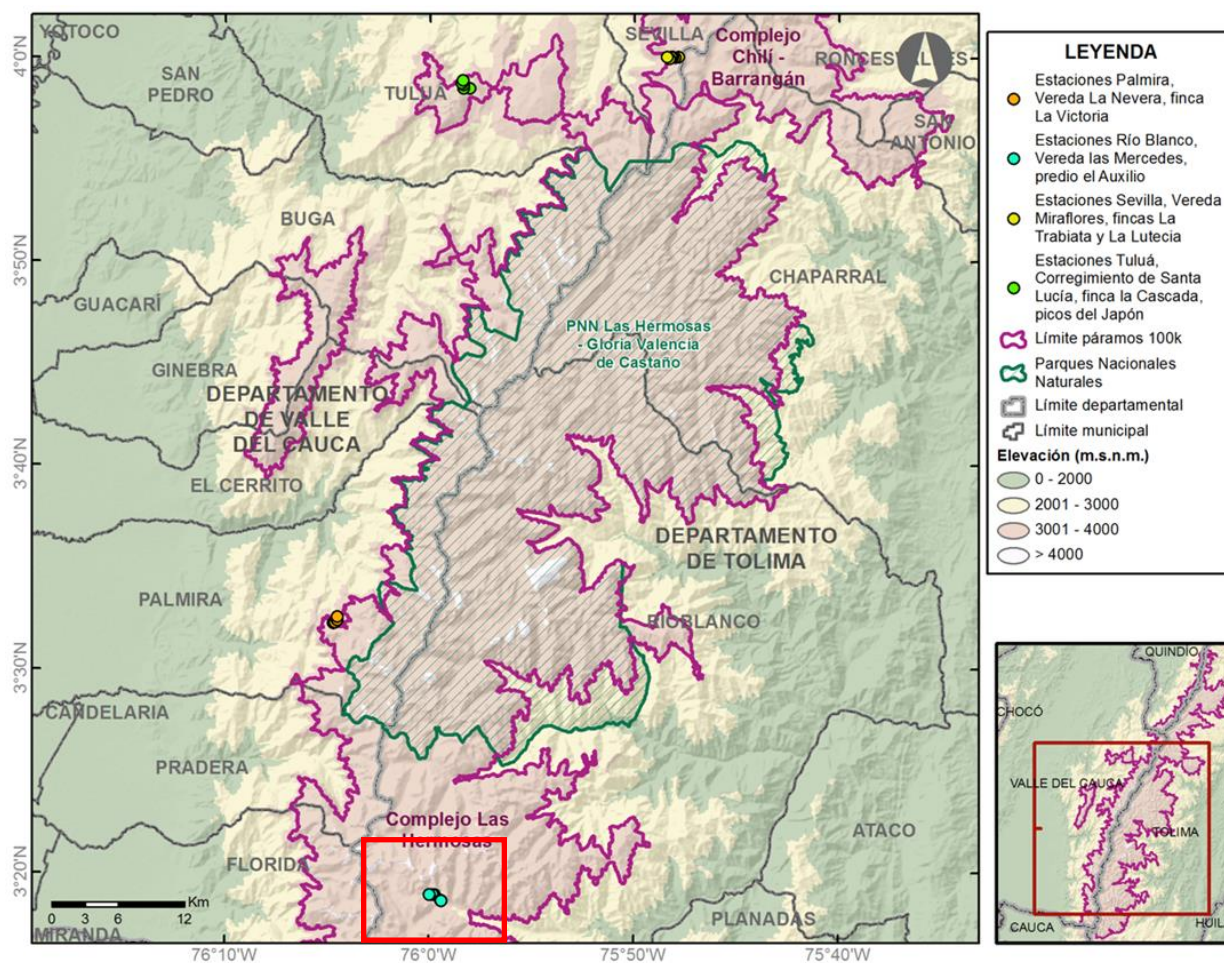 YOTOCO
SAN
PEDRO
TULUÁ
SEVILLA
Complejo
Chilí -
Barrangán
RONCESVALLES
SAN
ANTONIO
BUGA
GUACARÍ
CHAPARRAL
PNN Las Hermosas
- Gloria Valencia
de Castaño
GINEBRA
DEPARTAMENTO
DE VALLE
DEL CAUCA
EL CERRITO
DEPARTAMENTO
DE TOLIMA
PALMIRA
RIOBLANCO
CANDELARIA
PRADERA
Complejo Las
Hermosas
FLORIDA
ATACO
PLANADAS
MIRANDA
Km
0 3 6 12
4°0'N
3°50'N
3°40'N
3°30'N
3°20'N
76°10'W
76°0'W
75°50'W
75°40'W
LEYENDA
Estaciones Palmira,
Vereda La Nevera, finca
La Victoria
Estaciones Río Blanco,
Vereda las Mercedes,
predio el Auxilio
Estaciones Sevilla, Vereda
Miraflores, fincas La
Trabiata y La Lutecia
Estaciones Tuluá,
Corregimiento de Santa
Lucía, finca la Cascada,
picos del Japón
Límite páramos 100k
Parques Nacionales
Naturales
Límite departamental
Límite municipal
Elevación (m.s.n.m.)
0 - 2000
2001 - 3000
3001 - 4000
> 4000
QUINDÍO
CHOCÓ
VALLE DEL CAUCA
TOLIMA
CAUCA
HUIL